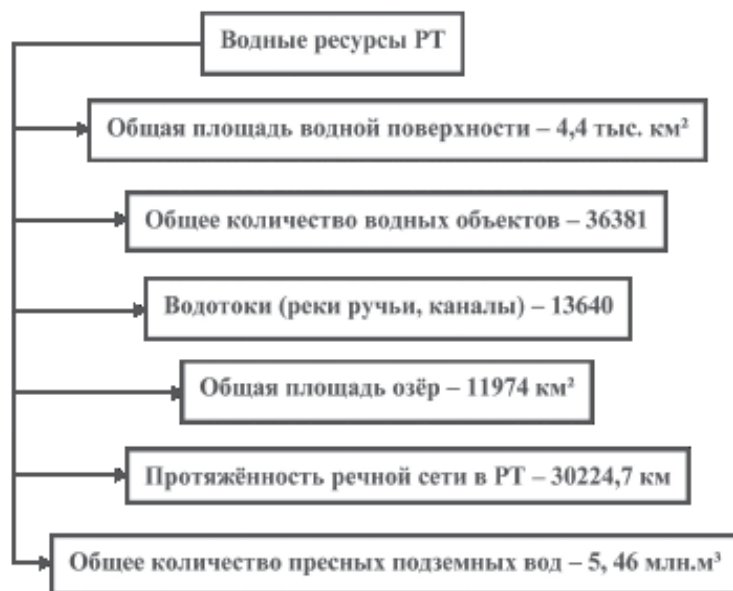 Водные ресурсы РТ
Общая площадь водной поверхности – 4,4 тыс. км²
Общее количество водных объектов – 36381
Водотоки (реки ручьи, каналы) – 13640
Общая площадь озёр – 11974 км²
Протяжённость речной сети в РТ – 30224,7 км
Общее количество пресных подземных вод – 5, 46 млн.м³